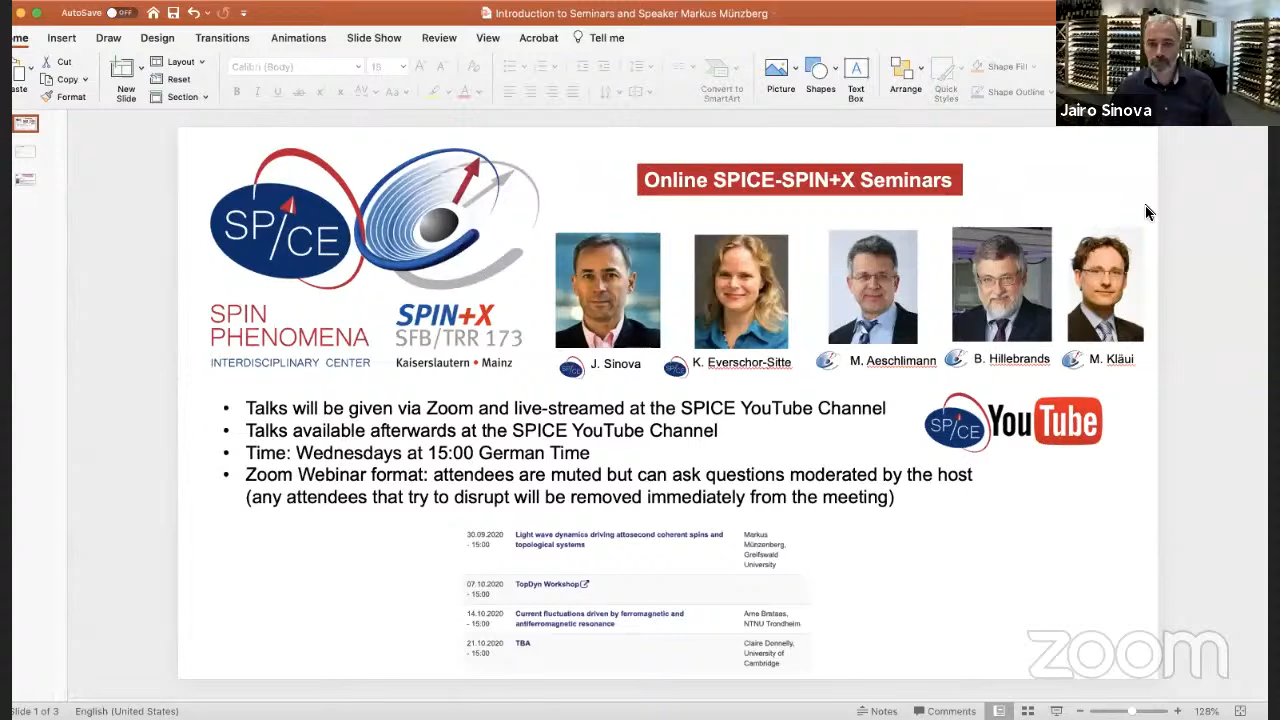 AutoSave OFF
Introduction to Seminars and Speaker Markus Münzberg
Insert Draw Design Transitions Animations Slide Show Review View Acrobat Tell me
Cut
Copy
Format
New Slide
Layout
Reset
Section
Calibri (Body)
Convert to SmartArt
Picture
Shapes
Text Box
Arrange
Quick Styles
Shape Fill
Shape Outline
Jairo Sinova
Online SPICE-SPIN+X Seminars
SP/CE
SPIN
PHENOMENA
INTERDISCIPLINARY CENTER
SPIN+X
SFB/TRR 173
Kaiserslautern • Mainz
J. Sinova
K. Everschor-Sitte
M. Aeschlimann
B. Hillebrands
M. Kläui
• Talks will be given via Zoom and live-streamed at the SPICE YouTube Channel
• Talks available afterwards at the SPICE YouTube Channel
• Time: Wednesdays at 15:00 German Time
• Zoom Webinar format: attendees are muted but can ask questions moderated by the host
(any attendees that try to disrupt will be removed immediately from the meeting)
SP/CE YouTube
30.09.2020 Light wave dynamics driving attosecond coherent spins and Markus
- 15:00 topological systems Münzenberg,
Greifswald
University
07.10.2020 TopDyn Workshop
- 15:00
14.10.2020 Current fluctuations driven by ferromagnetic and Arne Brataas,
- 15:00 antiferromagnetic resonance NTNU Trondheim
21.10.2020 TBA Claire Donnelly,
- 15:00 University of
Cambridge
zoom
Slide 1 of 3 English (United States) Notes Comments 128%